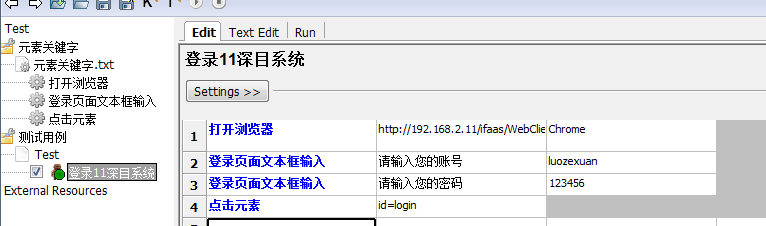 Test
元素关键字
元素关键字.txt
打开浏览器
登录页面文本框输入
点击元素
测试用例
Test
登录11深目系统
External Resources
Edit
Text Edit
Run
登录11深目系统
Settings >>
1 打开浏览器 http://192.168.2.11/ifaas/WebClie Chrome
2 登录页面文本框输入 请输入您的账号 luozexuan
3 登录页面文本框输入 请输入您的密码 123456
4 点击元素 id=login